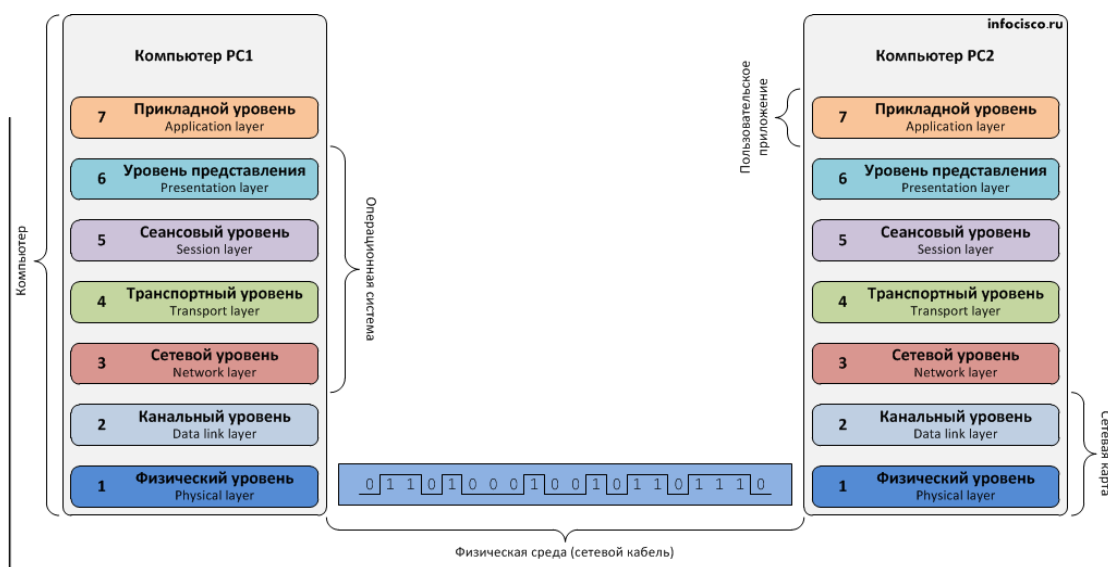 infocisco.ru
Компьютер PC1
7 Прикладной уровень
Application layer
6 Уровень представления
Presentation layer
5 Сеансовый уровень
Session layer
4 Транспортный уровень
Transport layer
3 Сетевой уровень
Network layer
2 Канальный уровень
Data link layer
1 Физический уровень
Physical layer
Компьютер
Операционная система
0 1 1 0 1 0 0 0 1 0 0 1 0 1 1 0 1 1 1 0
Физическая среда (сетевой кабель)
Пользовательское
приложение
Компьютер PC2
7 Прикладной уровень
Application layer
6 Уровень представления
Presentation layer
5 Сеансовый уровень
Session layer
4 Транспортный уровень
Transport layer
3 Сетевой уровень
Network layer
2 Канальный уровень
Data link layer
1 Физический уровень
Physical layer
Сетевая карта